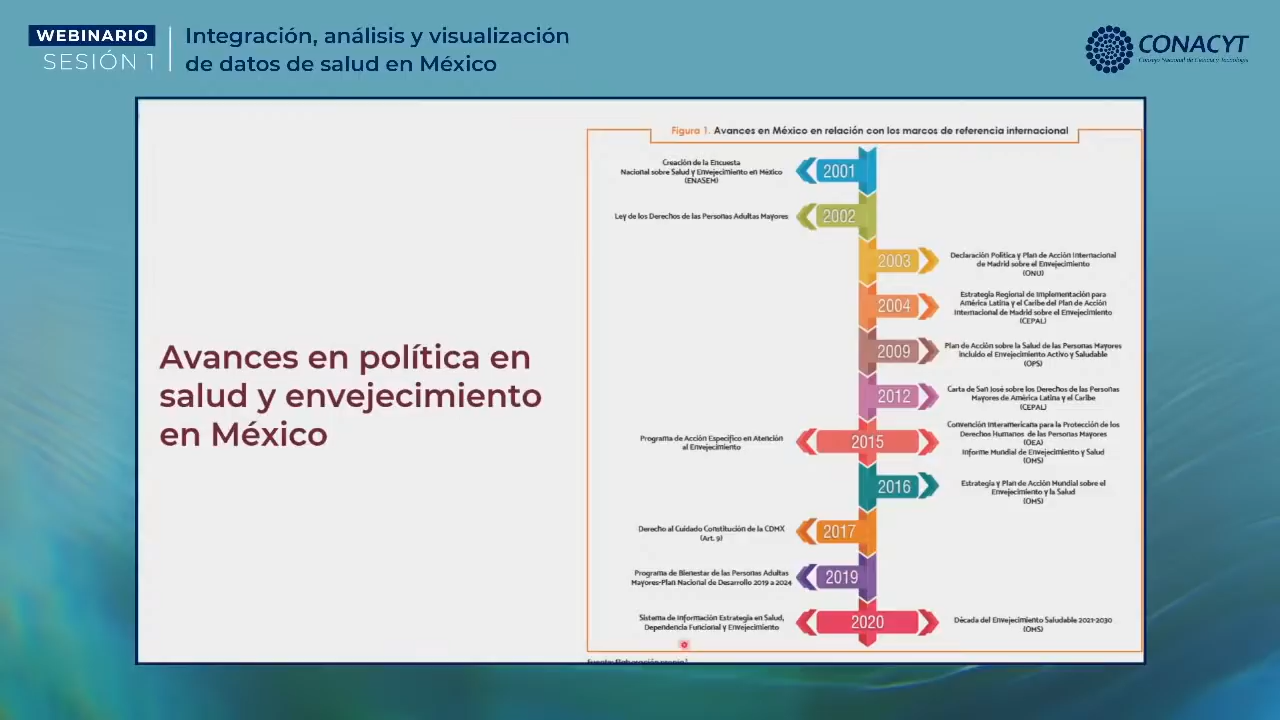 WEBINARIO
SESIÓN 1
Integración, análisis y visualización
de datos de salud en México
CONACYT
Consejo Nacional de Ciencia y Tecnología
Avances en política en
salud y envejecimiento
en México
Figura 1. Avances en México en relación con los marcos de referencia internacional
Creación de la Encuesta
Nacional sobre Salud y Envejecimiento en México
(ENASEM)
2001
Ley de los Derechos de las Personas Adultas Mayores
2002
2003
Declaración Política y Plan de Acción Internacional
de Madrid sobre el Envejecimiento
(ONU)
2004
Estrategia Regional de Implementación para
América Latina y el Caribe del Plan de Acción
Internacional de Madrid sobre el Envejecimiento
(CEPAL)
2009
Plan de Acción sobre la Salud de las Personas Mayores
Incluido el Envejecimiento Activo y Saludable
(OPS)
2012
Carta de San José sobre los Derechos de las Personas
Mayores de América Latina y el Caribe
(CEPAL)
Programa de Acción Específico en Atención
al Envejecimiento
2015
Convención Interamericana para la Protección de los
Derechos Humanos de las Personas Mayores
(OEA)
Informe Mundial de Envejecimiento y Salud
(OMS)
2016
Estrategia y Plan de Acción Mundial sobre el
Envejecimiento y la Salud
(OMS)
Derecho al Cuidado Constitución de la CDMX
(Art. 9)
2017
Programa de Bienestar de las Personas Adultas
Mayores-Plan Nacional de Desarrollo 2019 a 2024
2019
Sistema de Información Estrategia en Salud,
Dependencia Funcional y Envejecimiento
2020
Década del Envejecimiento Saludable 2021-2030
(OMS)